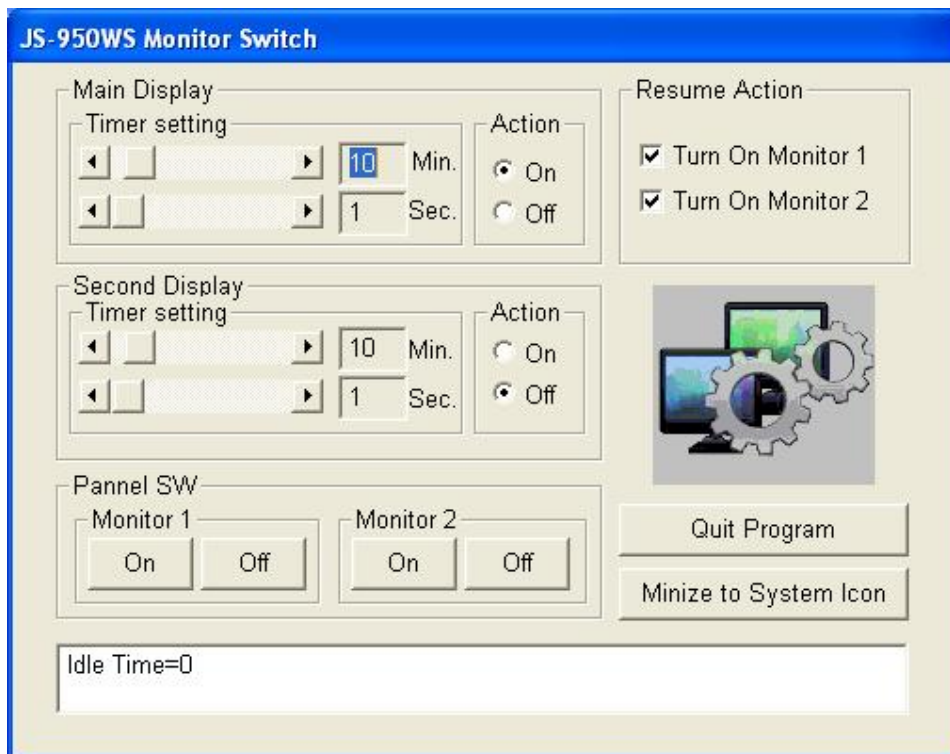 JS-950WS Monitor Switch
Main Display
Timer setting
10 Min.
1 Sec.
Action
On
Off
Resume Action
Turn On Monitor 1
Turn On Monitor 2
Second Display
Timer setting
10 Min.
1 Sec.
Action
On
Off
Pannel SW
Monitor 1
On Off
Monitor 2
On Off
Quit Program
Minize to System Icon
Idle Time=0